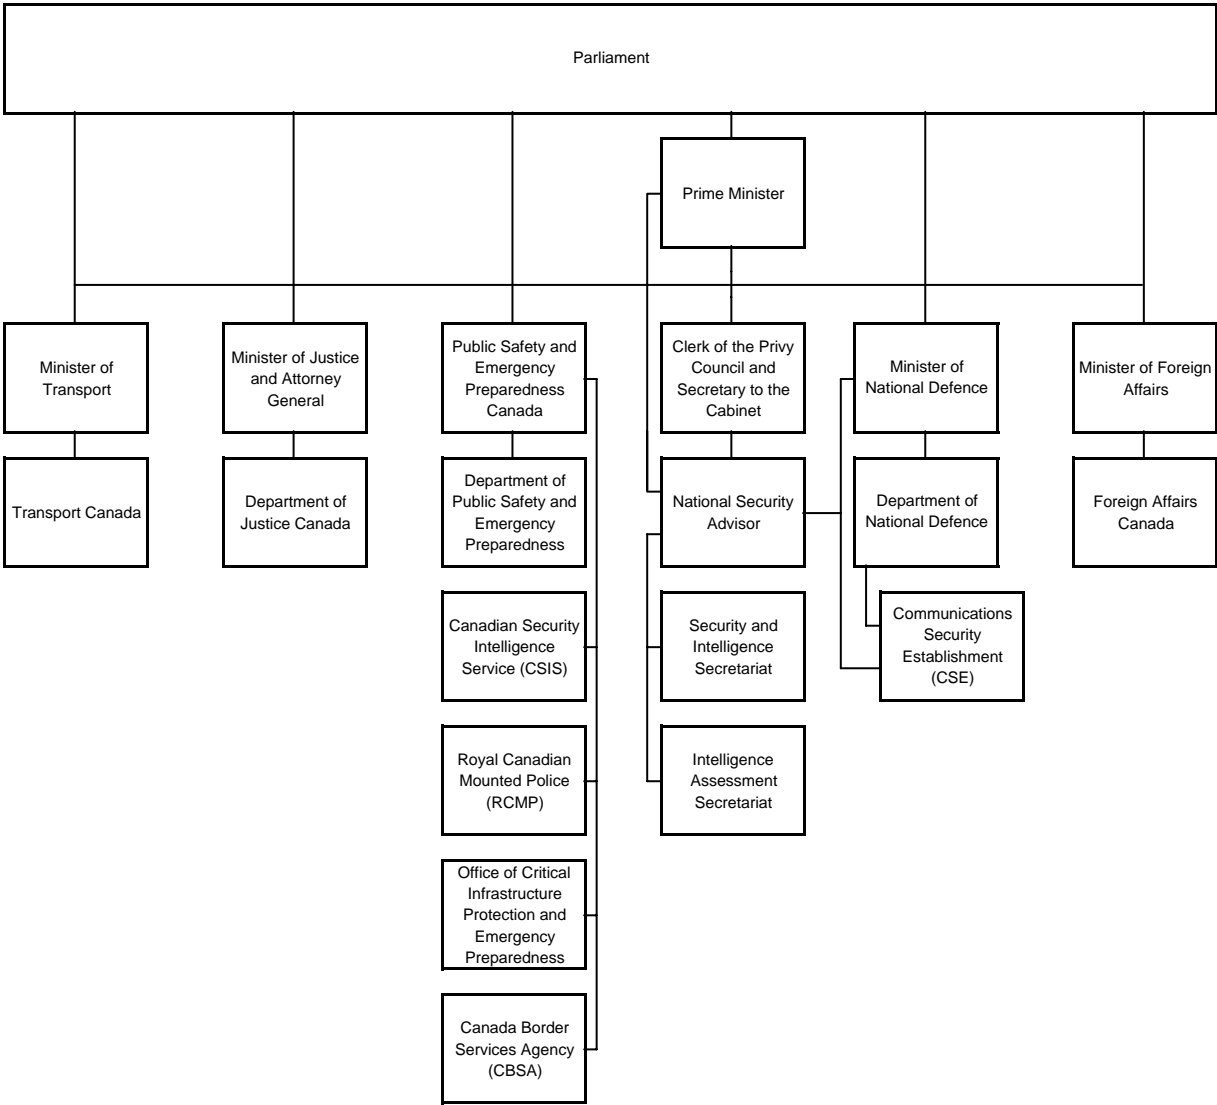 Parliament
Prime Minister
Minister of
Transport
Minister of Justice
and Attorney
General
Public Safety and
Emergency
Preparedness
Canada
Clerk of the Privy
Council and
Secretary to the
Cabinet
Minister of
National Defence
Minister of Foreign
Affairs
Transport Canada
Department of
Justice Canada
Department of
Public Safety and
Emergency
Preparedness
National Security
Advisor
Department of
National Defence
Foreign Affairs
Canada
Canadian Security
Intelligence
Service (CSIS)
Security and
Intelligence
Secretariat
Communications
Security
Establishment
(CSE)
Royal Canadian
Mounted Police
(RCMP)
Intelligence
Assessment
Secretariat
Office of Critical
Infrastructure
Protection and
Emergency
Preparedness
Canada Border
Services Agency
(CBSA)